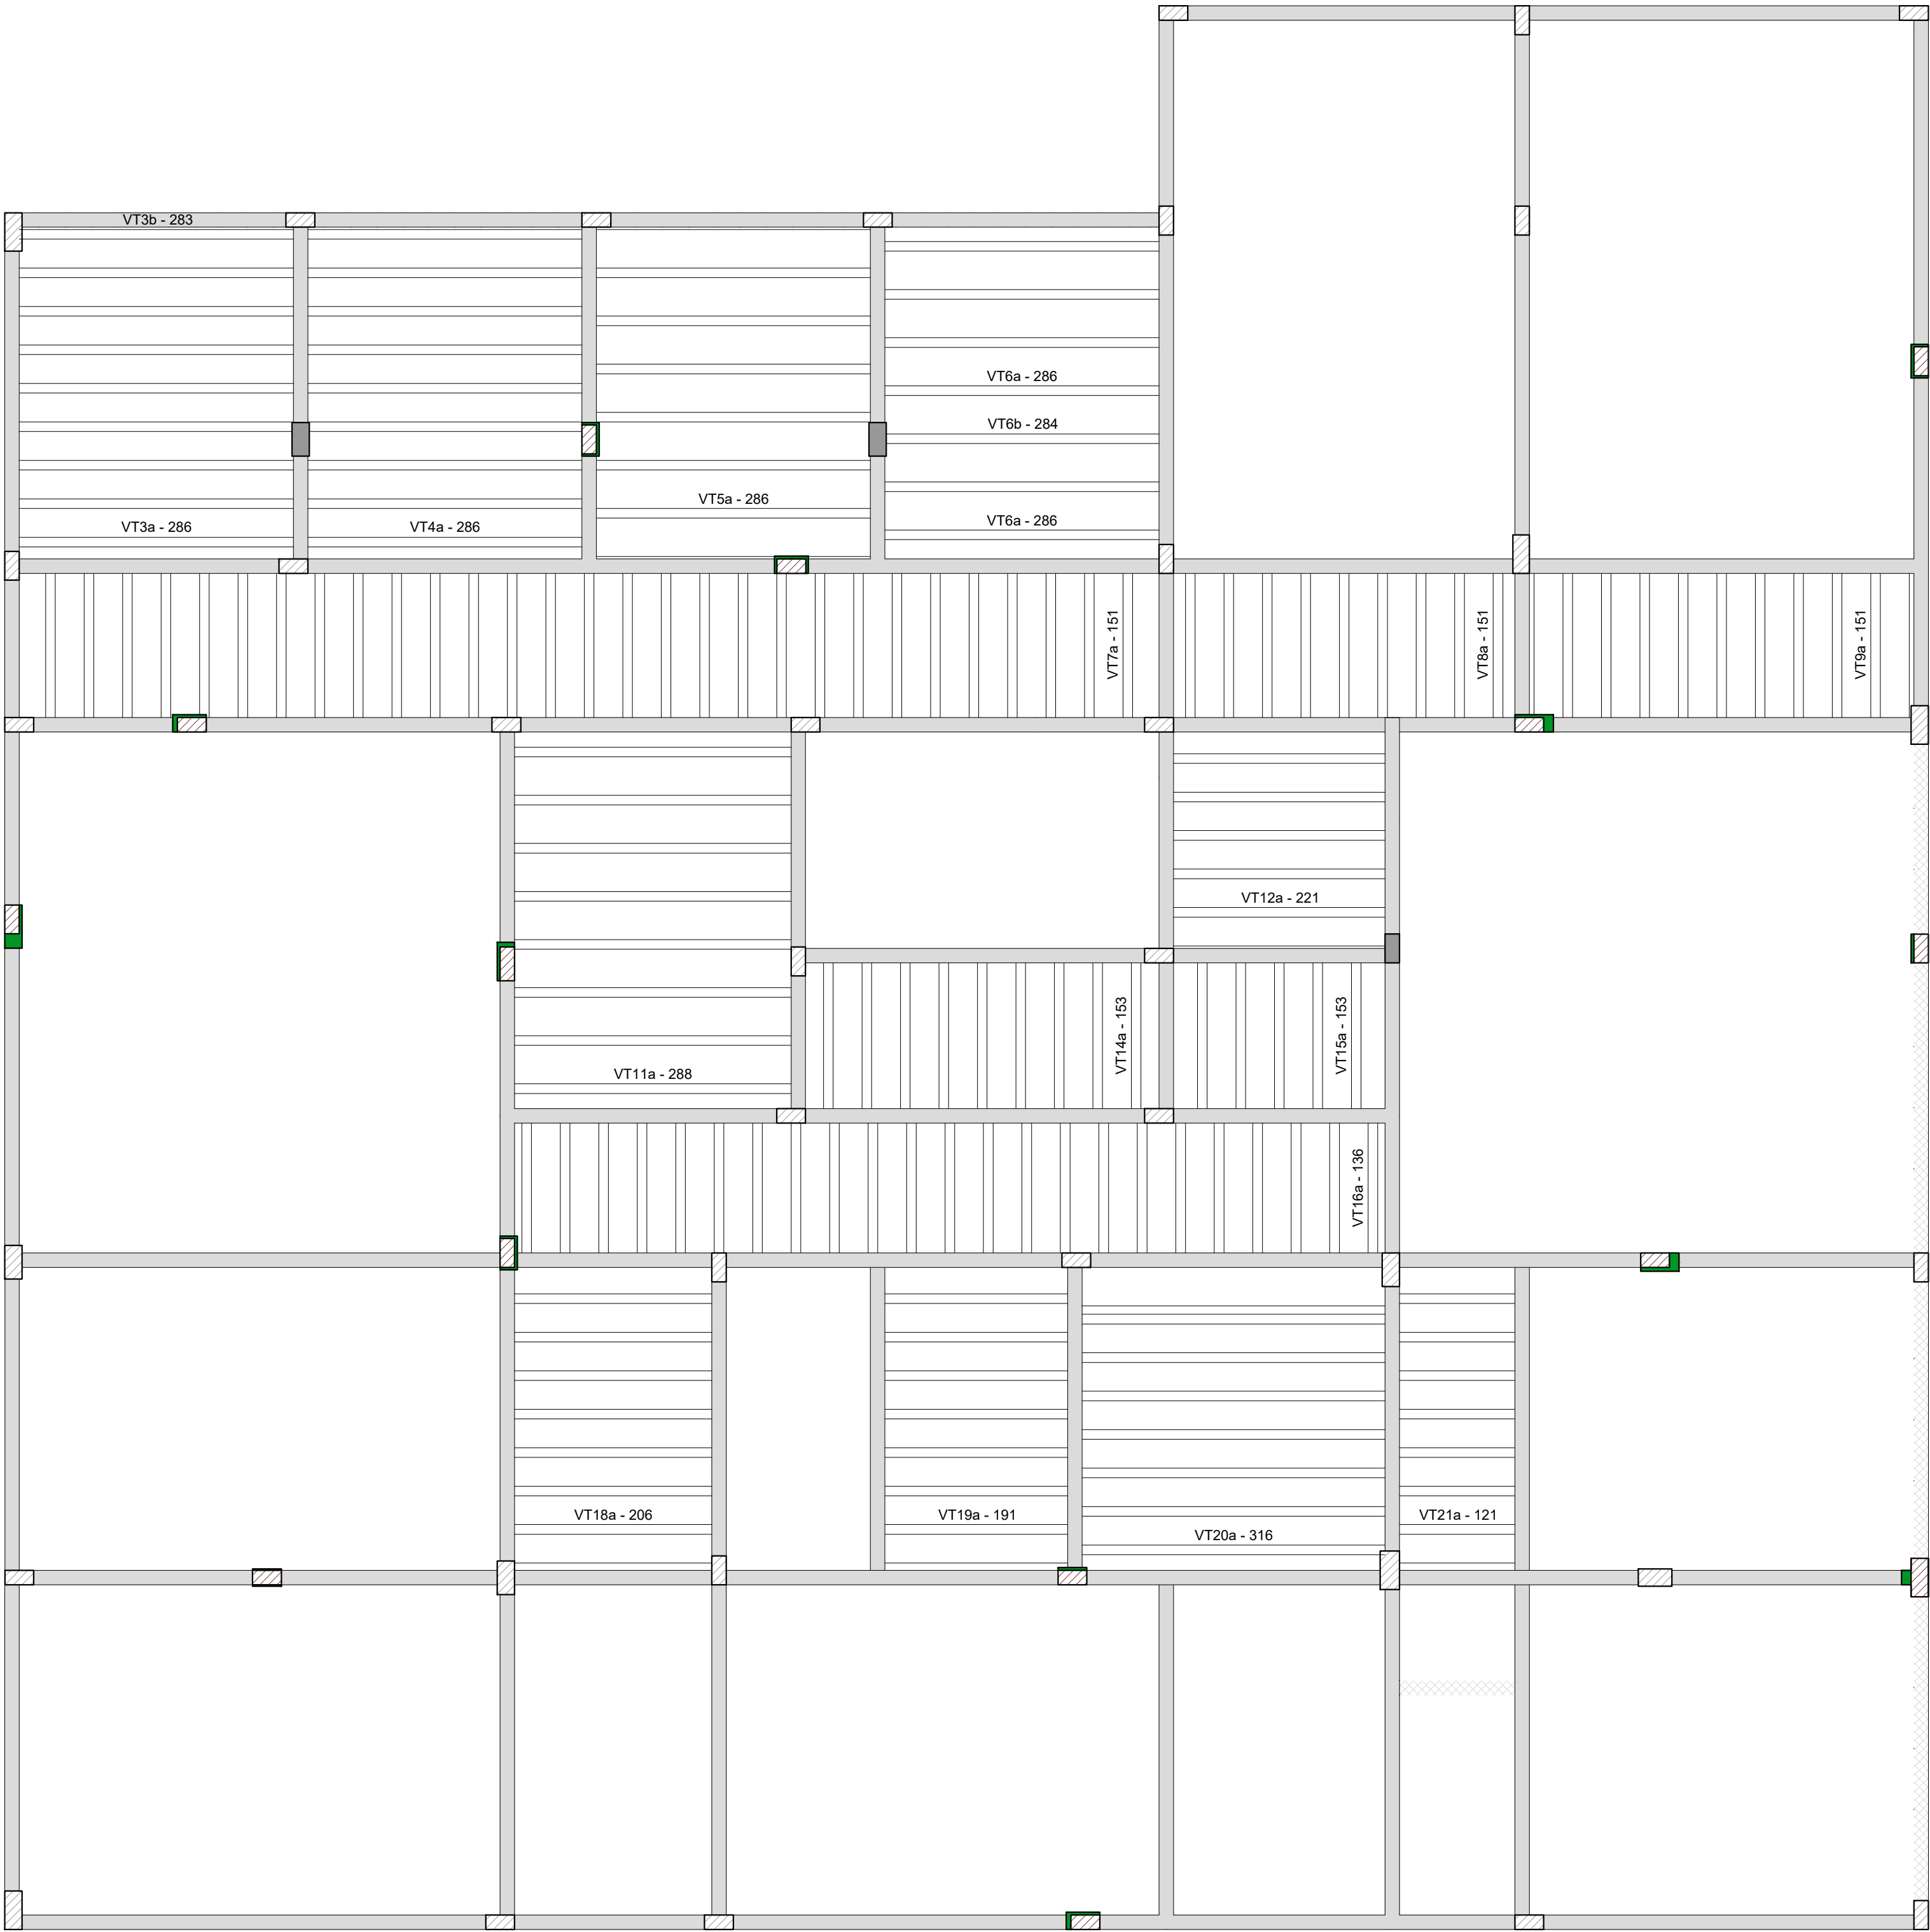 VT3b - 283
VT6a - 286
VT6b - 284
VT5a - 286
VT6a - 286
VT3a - 286
VT4a - 286
VT7a - 151
VT8a - 151
VT9a - 151
VT12a - 221
VT14a - 153
VT15a - 153
VT11a - 288
VT16a - 136
VT18a - 206
VT19a - 191
VT21a - 121
VT20a - 316